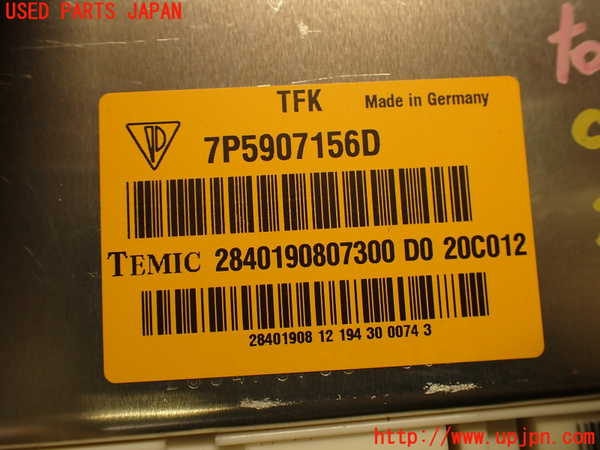 USED PARTS JAPAN
TFK Made in Germany
7P5907156D
TEMIC 2840190807300 D0 20C012
28401908 12 194 30 0074 3
http://www.upjpn.com